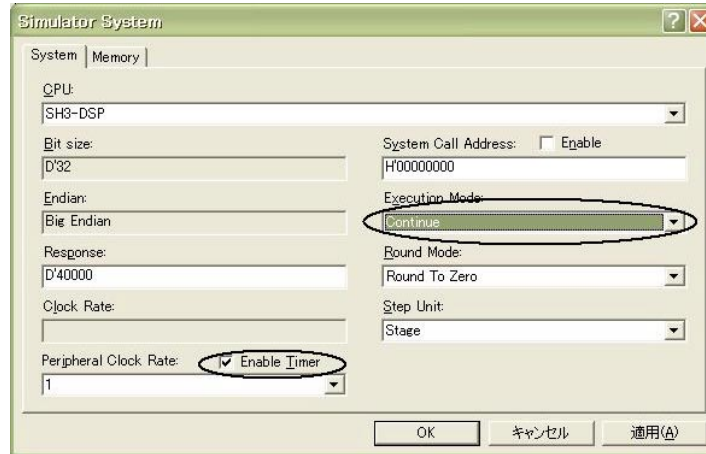 Simulator System
System
Memory
CPU:
SH3-DSP
Bit size:
D'32
System Call Address:
Enable
H'00000000
Endian:
Big Endian
Execution Mode:
Continue
Response:
D'40000
Round Mode:
Round To Zero
Clock Rate:
Step Unit:
Stage
Peripheral Clock Rate:
Enable Timer
1
OK
キャンセル
適用(A)